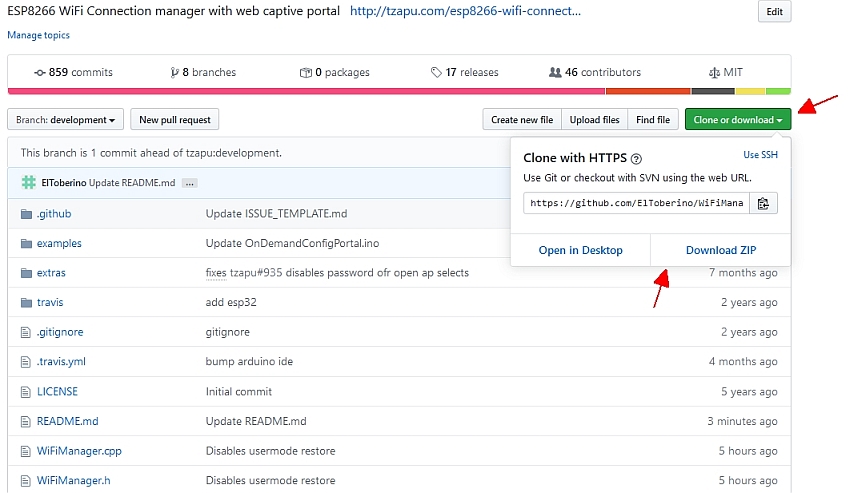 ESP8266 WiFi Connection manager with web captive portal http://tzapu.com/esp8266-wifi-connect... Edit
Manage topics
859 commits 8 branches 0 packages 17 releases 46 contributors MIT
Branch: development New pull request Create new file Upload files Find file Clone or download
This branch is 1 commit ahead of tzapu:development.
Clone with HTTPS Use SSH
Use Git or checkout with SVN using the web URL.
https://github.com/ElToberino/WiFiMana
Open in Desktop Download ZIP
ElToberino Update README.md ...
.github Update ISSUE_TEMPLATE.md
examples Update OnDemandConfigPortal.ino
extras fixes tzapu#935 disables password ofr open ap selects 7 months ago
travis add esp32 2 years ago
.gitignore gitignore 2 years ago
.travis.yml bump arduino ide 4 months ago
LICENSE Initial commit 5 years ago
README.md Update README.md 3 minutes ago
WiFiManager.cpp Disables usermode restore 5 hours ago
WiFiManager.h Disables usermode restore 5 hours ago